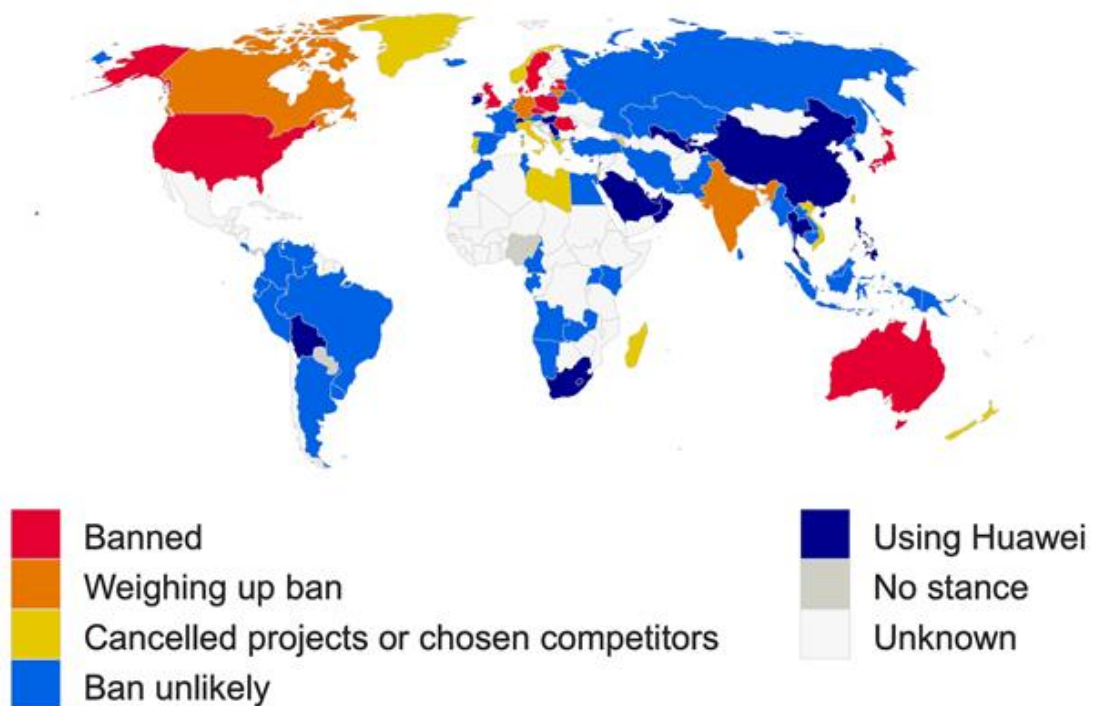 Banned
Weighing up ban
Cancelled projects or chosen competitors
Ban unlikely
Using Huawei
No stance
Unknown